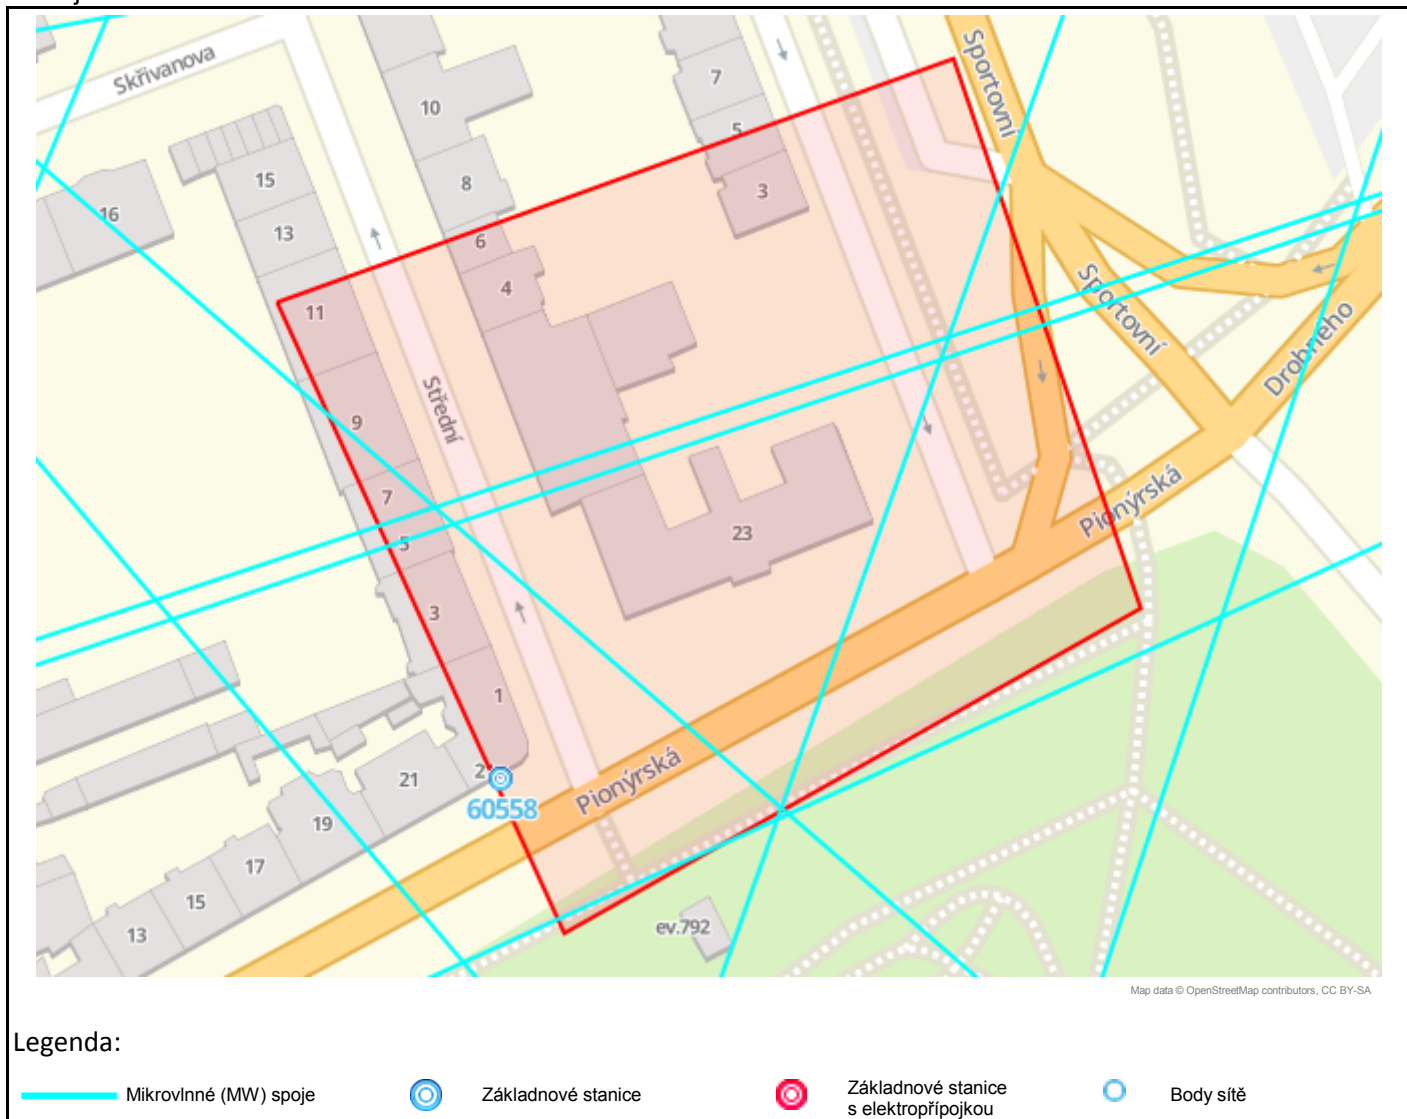 Skřivanova
Sportovní
7
10
5
15
8
3
16
13
6
4
11
Sportovní
Drobného
Střední
9
7
5
23
Pionýrská
3
1
2
21
60558
Pionýrská
19
17
15
13
ev.792
Map data © OpenStreetMap contributors, CC BY-SA
Legenda:
Mikrovlnné (MW) spoje
Základnové stanice
Základnové stanice
s elektropřípojkou
Body sítě